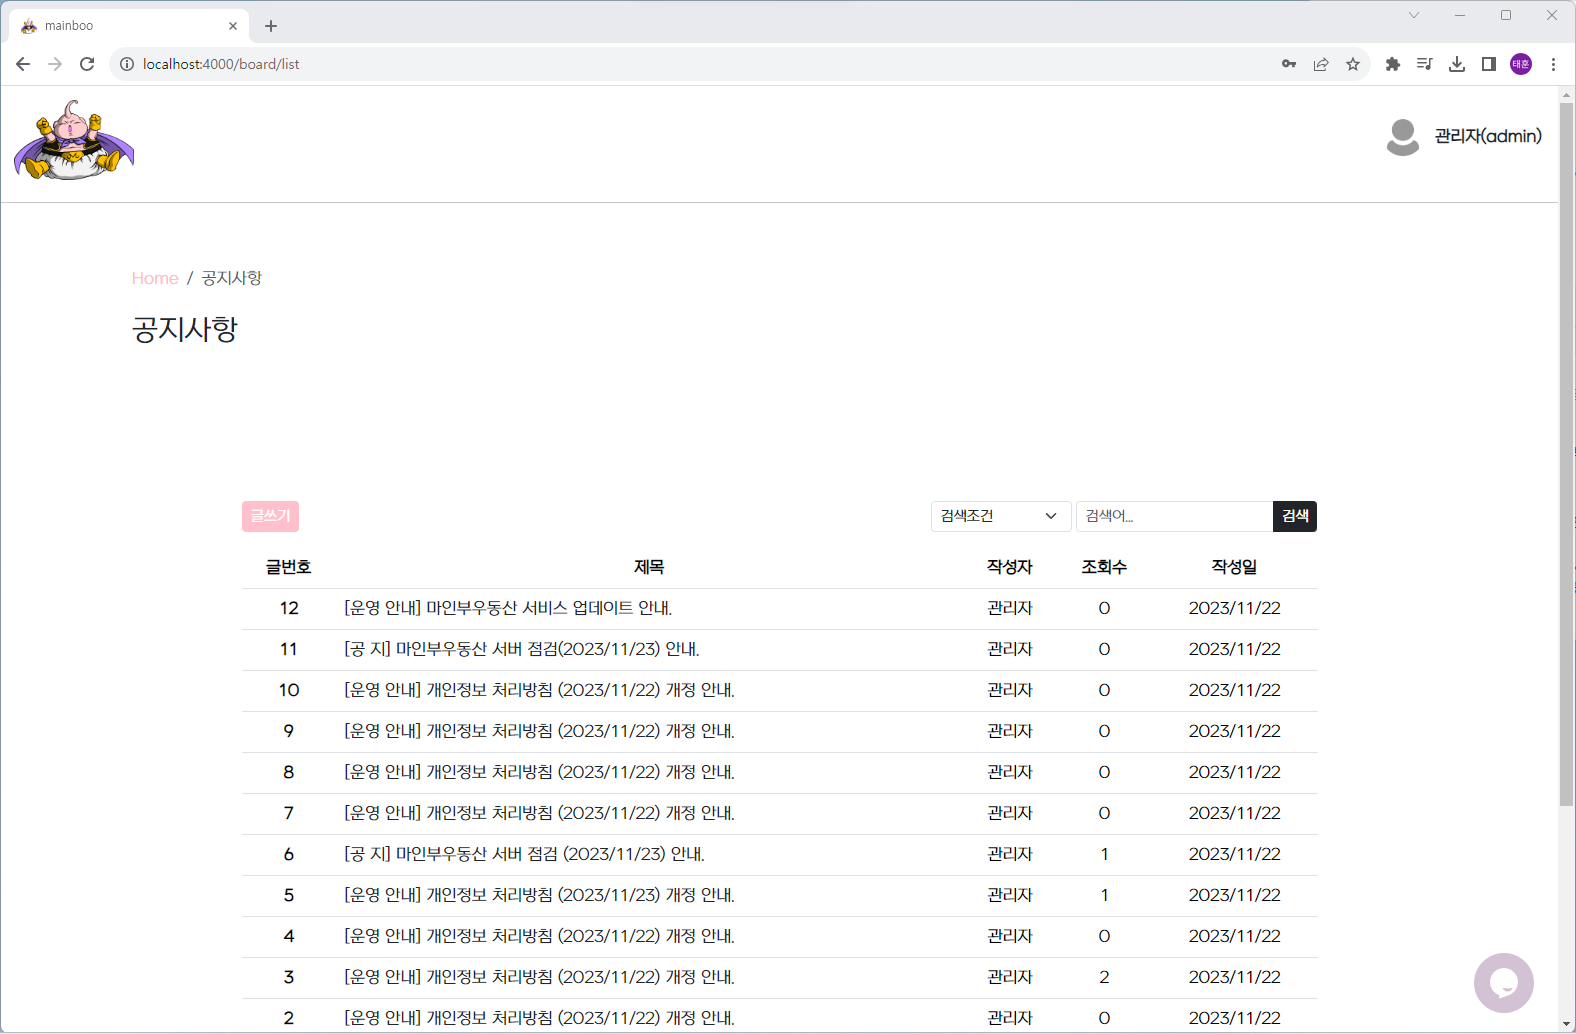 mainboo
localhost:4000/board/list
태훈
관리자(admin)
Home / 공지사항
공지사항
글쓰기 검색조건 검색어... 검색
글번호 제목 작성자 조회수 작성일
12 [운영 안내] 마인부우동산 서비스 업데이트 안내. 관리자 0 2023/11/22
11 [공 지] 마인부우동산 서버 점검(2023/11/23) 안내. 관리자 0 2023/11/22
10 [운영 안내] 개인정보 처리방침 (2023/11/22) 개정 안내. 관리자 0 2023/11/22
9 [운영 안내] 개인정보 처리방침 (2023/11/22) 개정 안내. 관리자 0 2023/11/22
8 [운영 안내] 개인정보 처리방침 (2023/11/22) 개정 안내. 관리자 0 2023/11/22
7 [운영 안내] 개인정보 처리방침 (2023/11/22) 개정 안내. 관리자 0 2023/11/22
6 [공 지] 마인부우동산 서버 점검 (2023/11/23) 안내. 관리자 1 2023/11/22
5 [운영 안내] 개인정보 처리방침 (2023/11/23) 개정 안내. 관리자 1 2023/11/22
4 [운영 안내] 개인정보 처리방침 (2023/11/22) 개정 안내. 관리자 0 2023/11/22
3 [운영 안내] 개인정보 처리방침 (2023/11/22) 개정 안내. 관리자 2 2023/11/22
2 [운영 안내] 개인정보 처리방침 (2023/11/22) 개정 안내. 관리자 0 2023/11/22